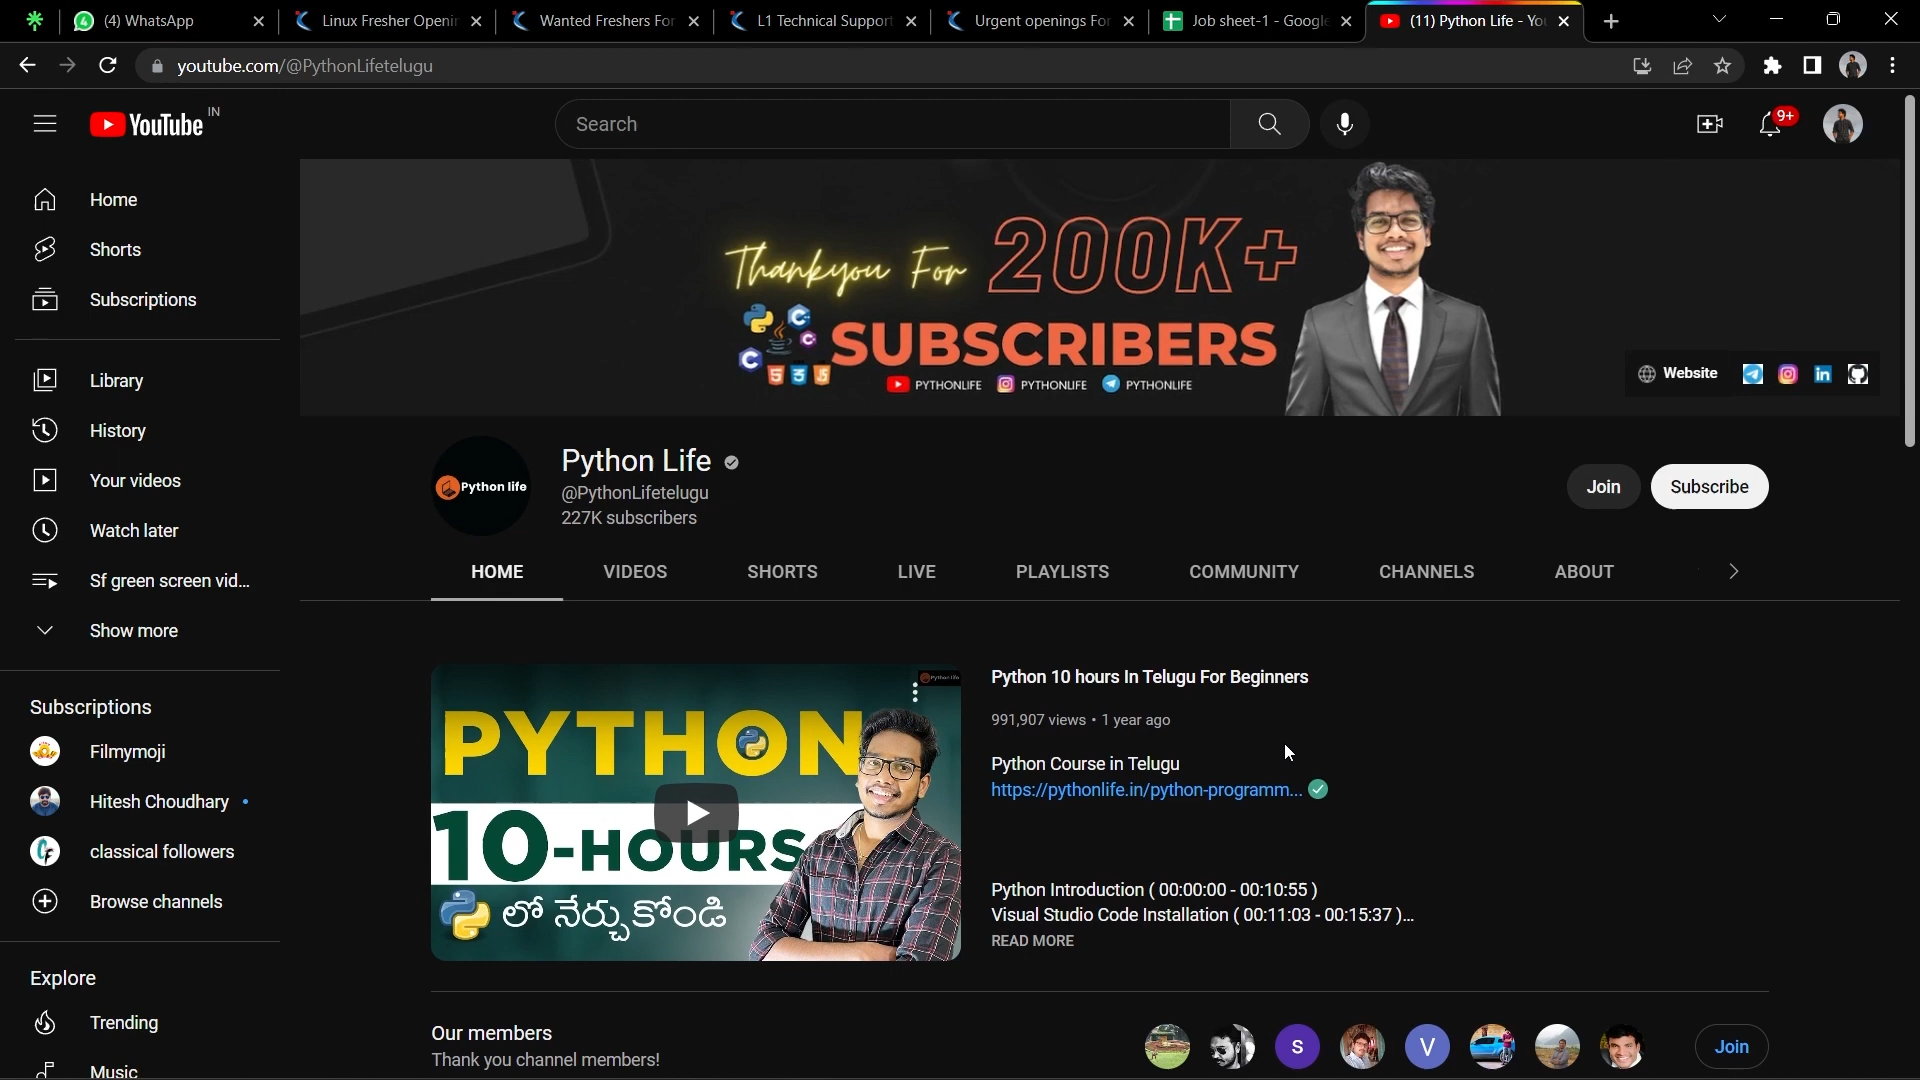 (4) WhatsApp
Linux Fresher Openin
Wanted Freshers For
L1 Technical Support
Urgent openings For
Job sheet-1 - Google
(11) Python Life - You
youtube.com/@PythonLifetelugu
YouTube IN
Search
9+
Home
Shorts
Subscriptions
Library
History
Your videos
Watch later
Sf green screen vid...
Show more
Subscriptions
Filmymoji
Hitesh Choudhary
classical followers
Browse channels
Explore
Trending
Music
Thankyou For 200K+
SUBSCRIBERS
PYTHONLIFE PYTHONLIFE PYTHONLIFE
Website
Python life
Python Life
@PythonLifetelugu
227K subscribers
Join
Subscribe
HOME VIDEOS SHORTS LIVE PLAYLISTS COMMUNITY CHANNELS ABOUT
Python life
PYTHON
10-HOURS
లో నేర్చుకోండి
Python 10 hours In Telugu For Beginners
991,907 views • 1 year ago
Python Course in Telugu
https://pythonlife.in/python-programm...
Python Introduction ( 00:00:00 - 00:10:55 )
Visual Studio Code Installation ( 00:11:03 - 00:15:37 )...
READ MORE
Our members
Thank you channel members!
S
V
Join